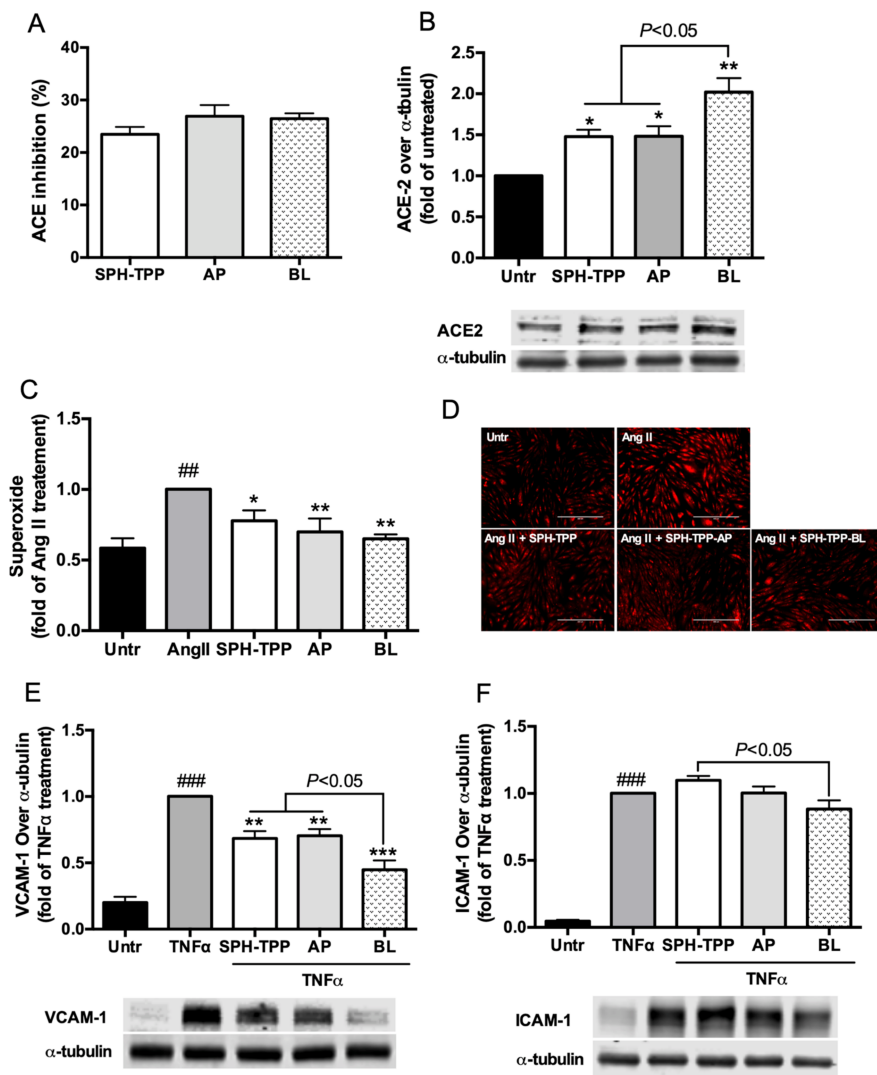 A
ACE inhibition (%)
40
30
20
10
0
SPH-TPP AP BL
B
ACE-2 over α-tbulin
(fold of untreated)
2.5
2.0
1.5
1.0
0.5
0.0
P<0.05
* * **
Untr SPH-TPP AP BL
ACE2
α-tubulin
C
Superoxide
(fold of Ang II treatement)
1.5
1.0
0.5
0.0
## * ** **
Untr AngII SPH-TPP AP BL
D
Untr Ang II
Ang II + SPH-TPP Ang II + SPH-TPP-AP Ang II + SPH-TPP-BL
E
VCAM-1 Over α-ubulin
(fold of TNFα treatment)
1.5
1.0
0.5
0.0
P<0.05
### ** ** ***
Untr TNFα SPH-TPP AP BL
TNFα
VCAM-1
α-tubulin
F
ICAM-1 Over α-ubulin
(fold of TNFα treatment)
1.5
1.0
0.5
0.0
P<0.05
###
Untr TNFα SPH-TPP AP BL
TNFα
ICAM-1
α-tubulin